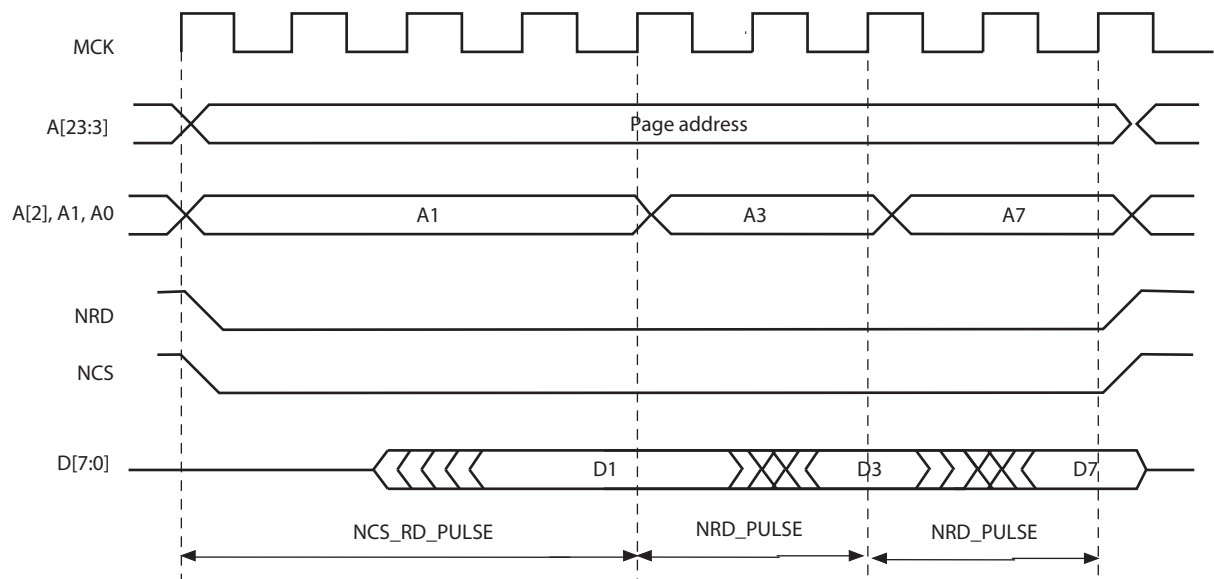 MCK
A[23:3]
Page address
A[2], A1, A0
A1
A3
A7
NRD
NCS
D[7:0]
D1
D3
D7
NCS_RD_PULSE
NRD_PULSE
NRD_PULSE